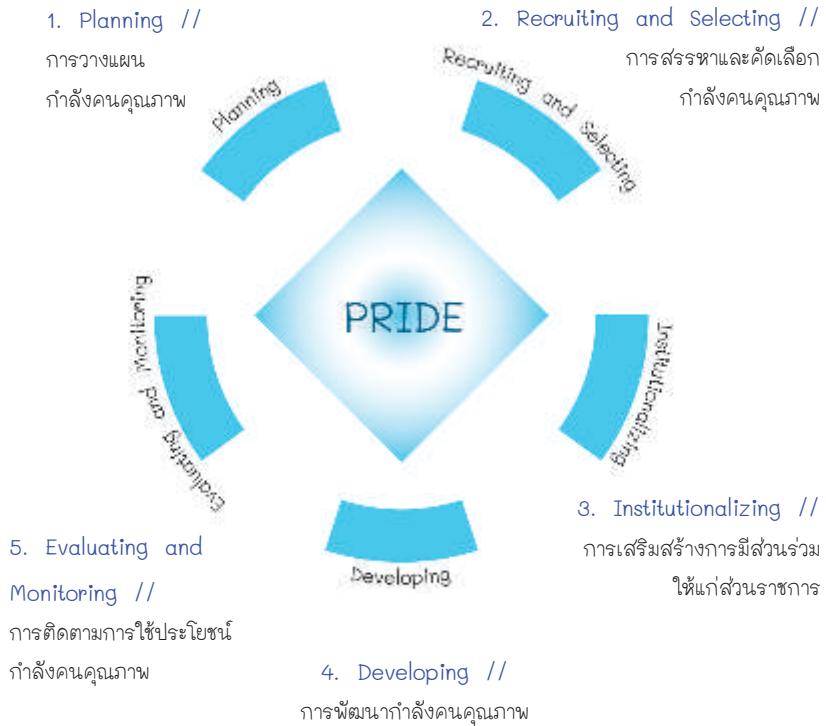 1. Planning //
การวางแผน
กำลังคนคุณภาพ
2. Recruiting and Selecting //
การสรรหาและคัดเลือก
กำลังคนคุณภาพ
Planning
Recruiting and Selecting
PRIDE
Institutionalizing
Developing
Evaluating and Monitoring
3. Institutionalizing //
การเสริมสร้างการมีส่วนร่วม
ให้แก่ส่วนราชการ
4. Developing //
การพัฒนากำลังคนคุณภาพ
5. Evaluating and
Monitoring //
การติดตามการใช้ประโยชน์
กำลังคนคุณภาพ